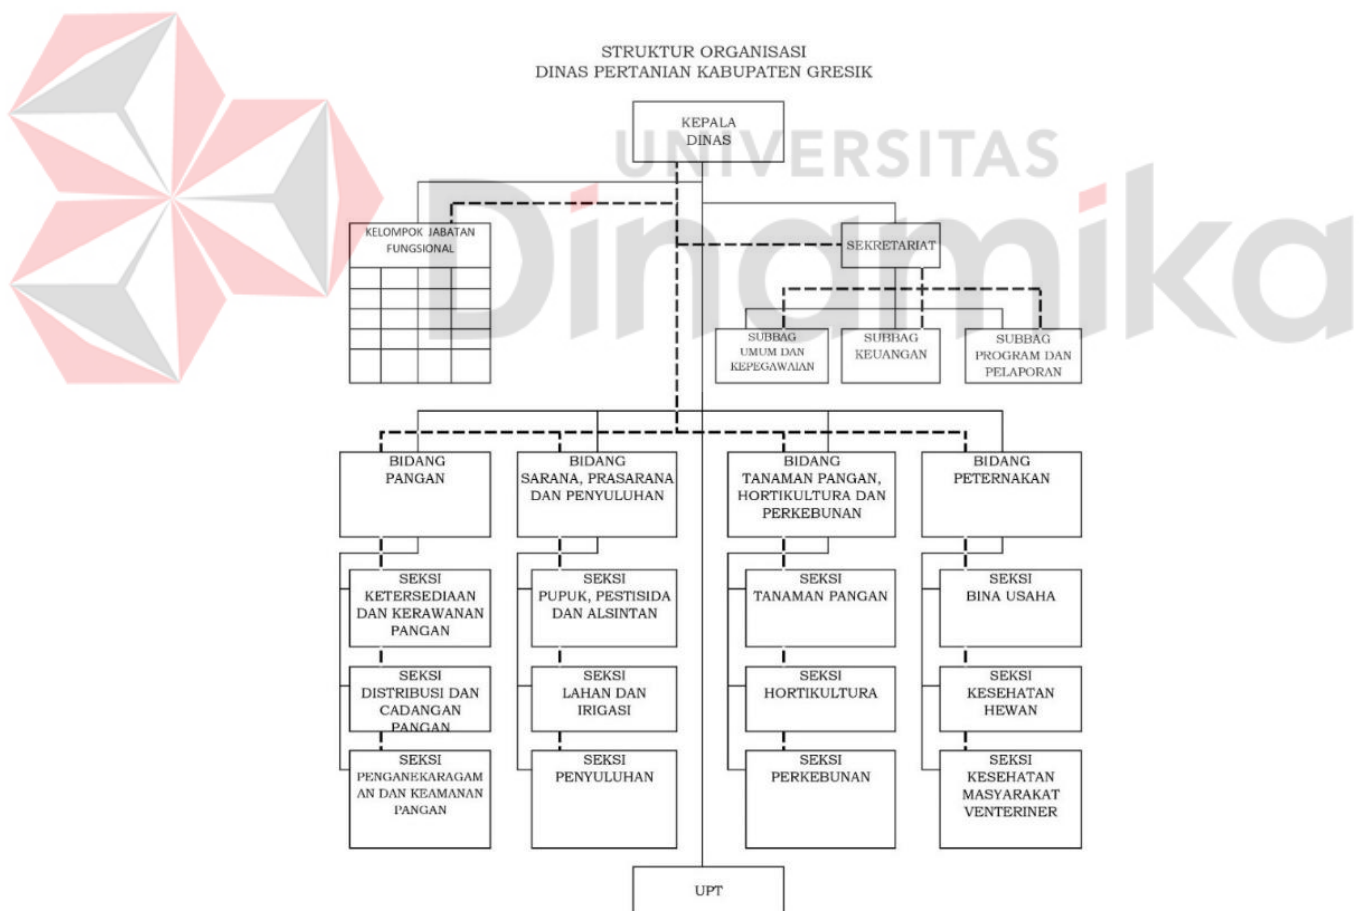 STRUKTUR ORGANISASI
DINAS PERTANIAN KABUPATEN GRESIK
KEPALA
DINAS
UNIVERSITAS
Dinamika
KELOMPOK JABATAN
FUNGSIONAL
SEKRETARIAT
SUBBAG
UMUM DAN
KEPEGAWAIAN
SUBBAG
KEUANGAN
SUBBAG
PROGRAM DAN
PELAPORAN
BIDANG
PANGAN
BIDANG
SARANA, PRASARANA
DAN PENYULUHAN
BIDANG
TANAMAN PANGAN,
HORTIKULTURA DAN
PERKEBUNAN
BIDANG
PETERNAKAN
SEKSI
KETERSEDIAAN
DAN KERAWANAN
PANGAN
SEKSI
PUPUK, PESTISIDA
DAN ALSINTAN
SEKSI
TANAMAN PANGAN
SEKSI
BINA USAHA
SEKSI
DISTRIBUSI DAN
CADANGAN
PANGAN
SEKSI
LAHAN DAN
IRIGASI
SEKSI
HORTIKULTURA
SEKSI
KESEHATAN
HEWAN
SEKSI
PENGANEKARAGAM
AN DAN KEAMANAN
PANGAN
SEKSI
PENYULUHAN
SEKSI
PERKEBUNAN
SEKSI
KESEHATAN
MASYARAKAT
VENTERINER
UPT